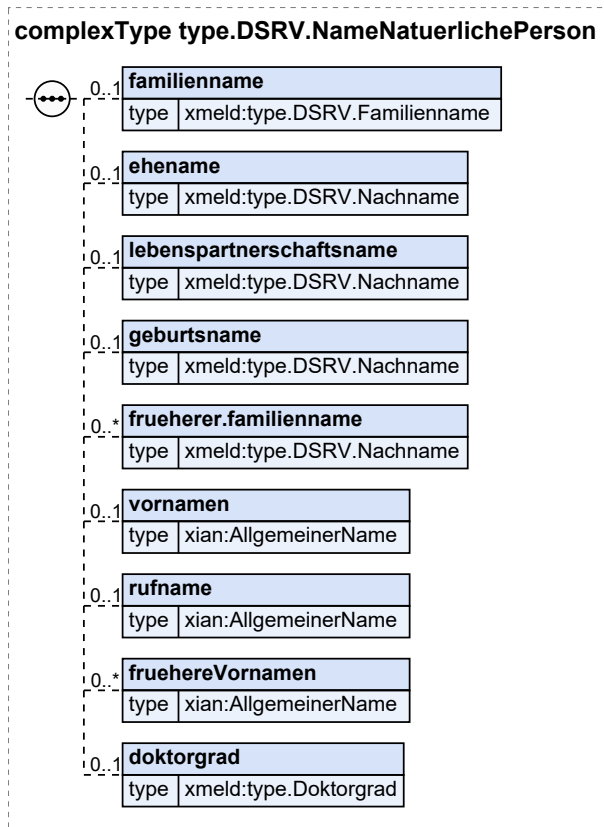 complexType type.DSRV.NameNatuerlichePerson
0..1 familienname
type xmeld:type.DSRV.Familienname
0..1 ehename
type xmeld:type.DSRV.Nachname
0..1 lebenspartnerschaftsname
type xmeld:type.DSRV.Nachname
0..1 geburtsname
type xmeld:type.DSRV.Nachname
0..* frueherer.familienname
type xmeld:type.DSRV.Nachname
0..1 vornamen
type xian:AllgemeinerName
0..1 rufname
type xian:AllgemeinerName
0..* fruehereVornamen
type xian:AllgemeinerName
0..1 doktorgrad
type xmeld:type.Doktorgrad